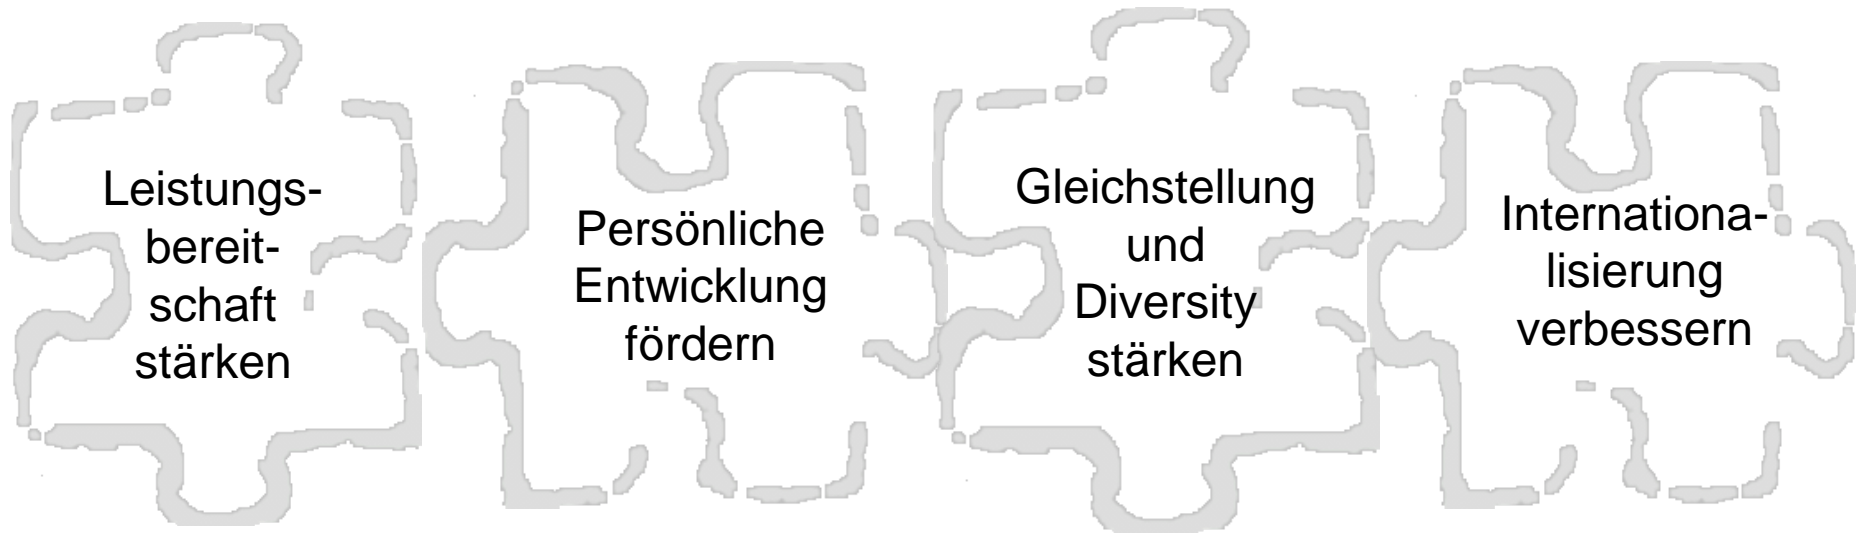 Leistungs-
bereit-
schaft
stärken
Persönliche
Entwicklung
fördern
Gleichstellung
und
Diversity
stärken
Internationa-
lisierung
verbessern